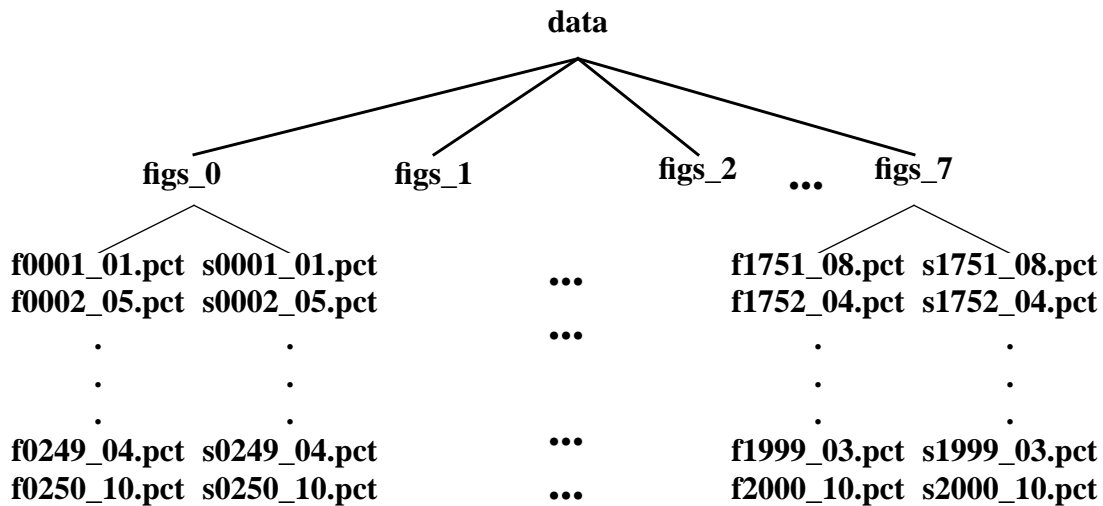 data
figs_0 figs_1 figs_2 ... figs_7
f0001_01.pct s0001_01.pct ... f1751_08.pct s1751_08.pct
f0002_05.pct s0002_05.pct ... f1752_04.pct s1752_04.pct
. . . .
. . . .
. . . .
f0249_04.pct s0249_04.pct ... f1999_03.pct s1999_03.pct
f0250_10.pct s0250_10.pct ... f2000_10.pct s2000_10.pct